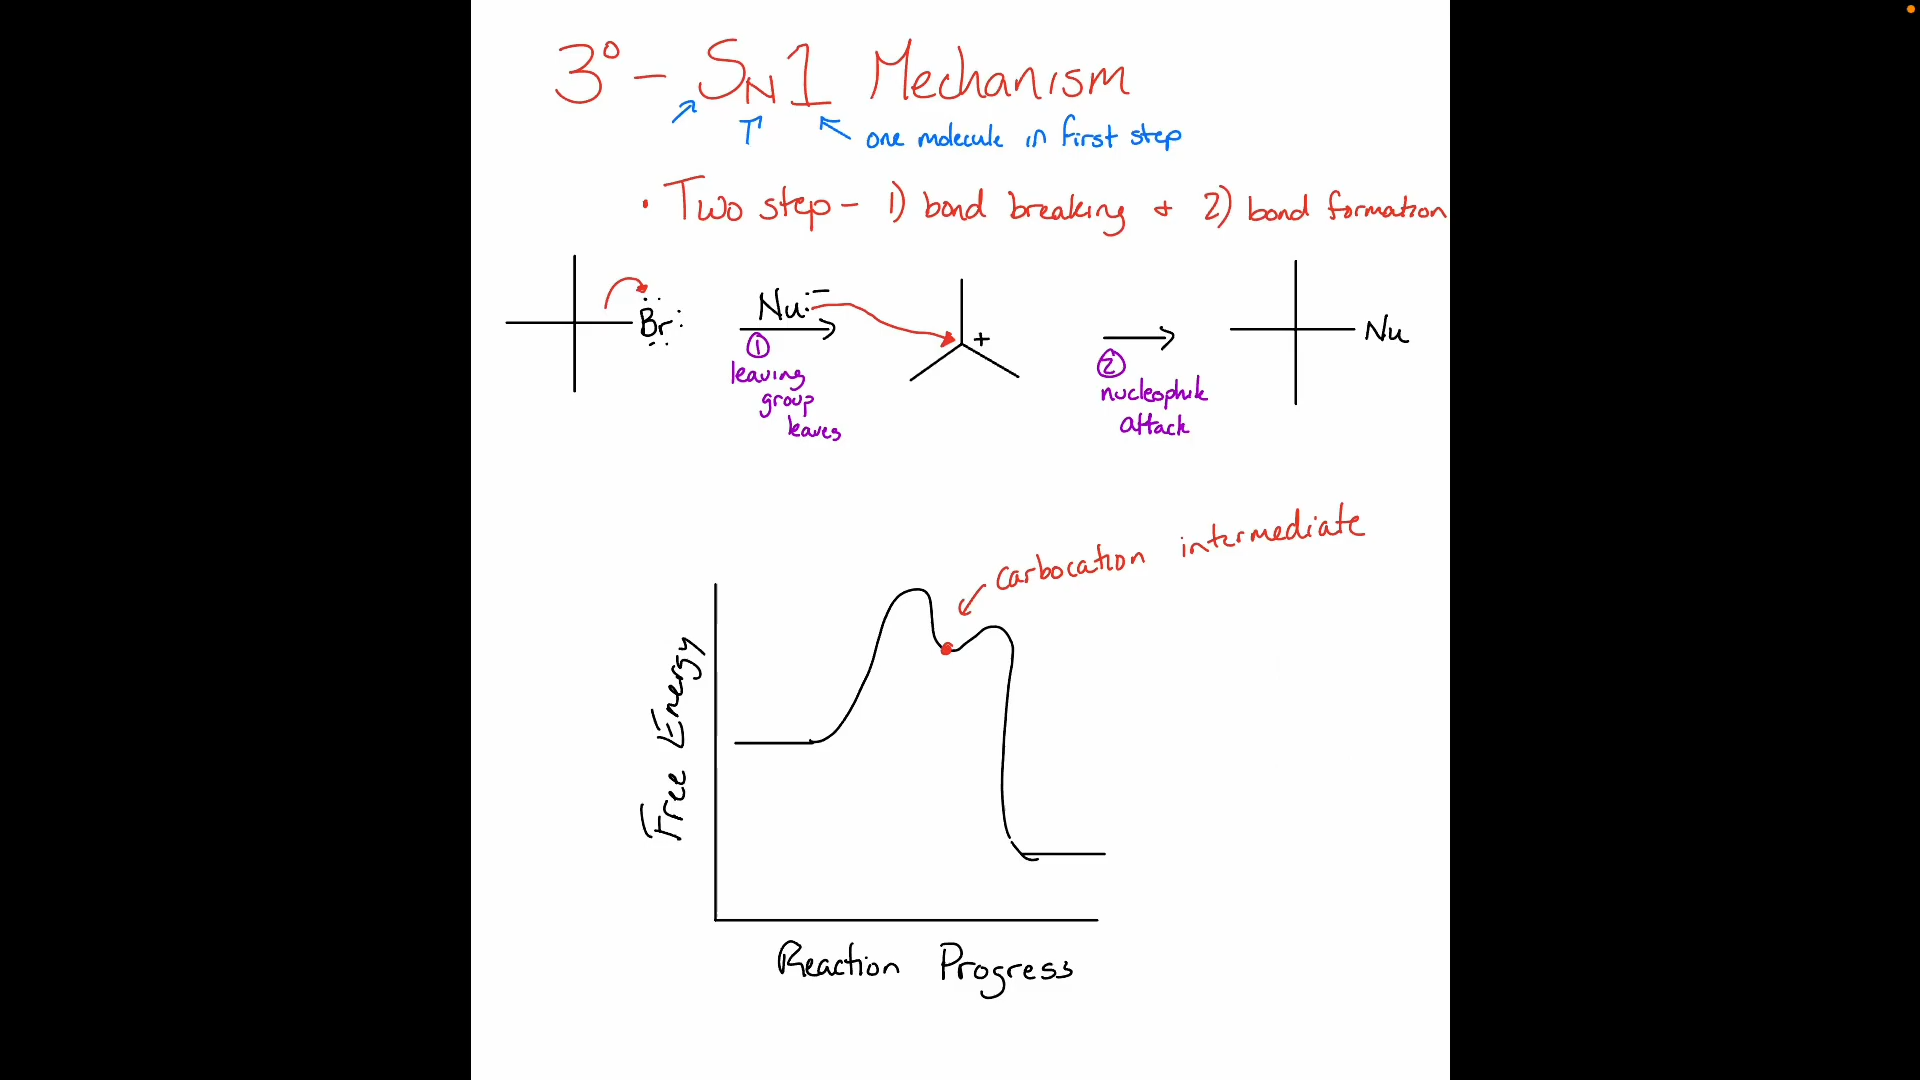 3° - SN1 Mechanism
one molecule in first step
• Two step - 1) bond breaking + 2) bond formation
Br
Nu:⁻
+
Nu
①
leaving
group
leaves
②
nucleophile
attack
carbocation intermediate
Free Energy
Reaction Progress